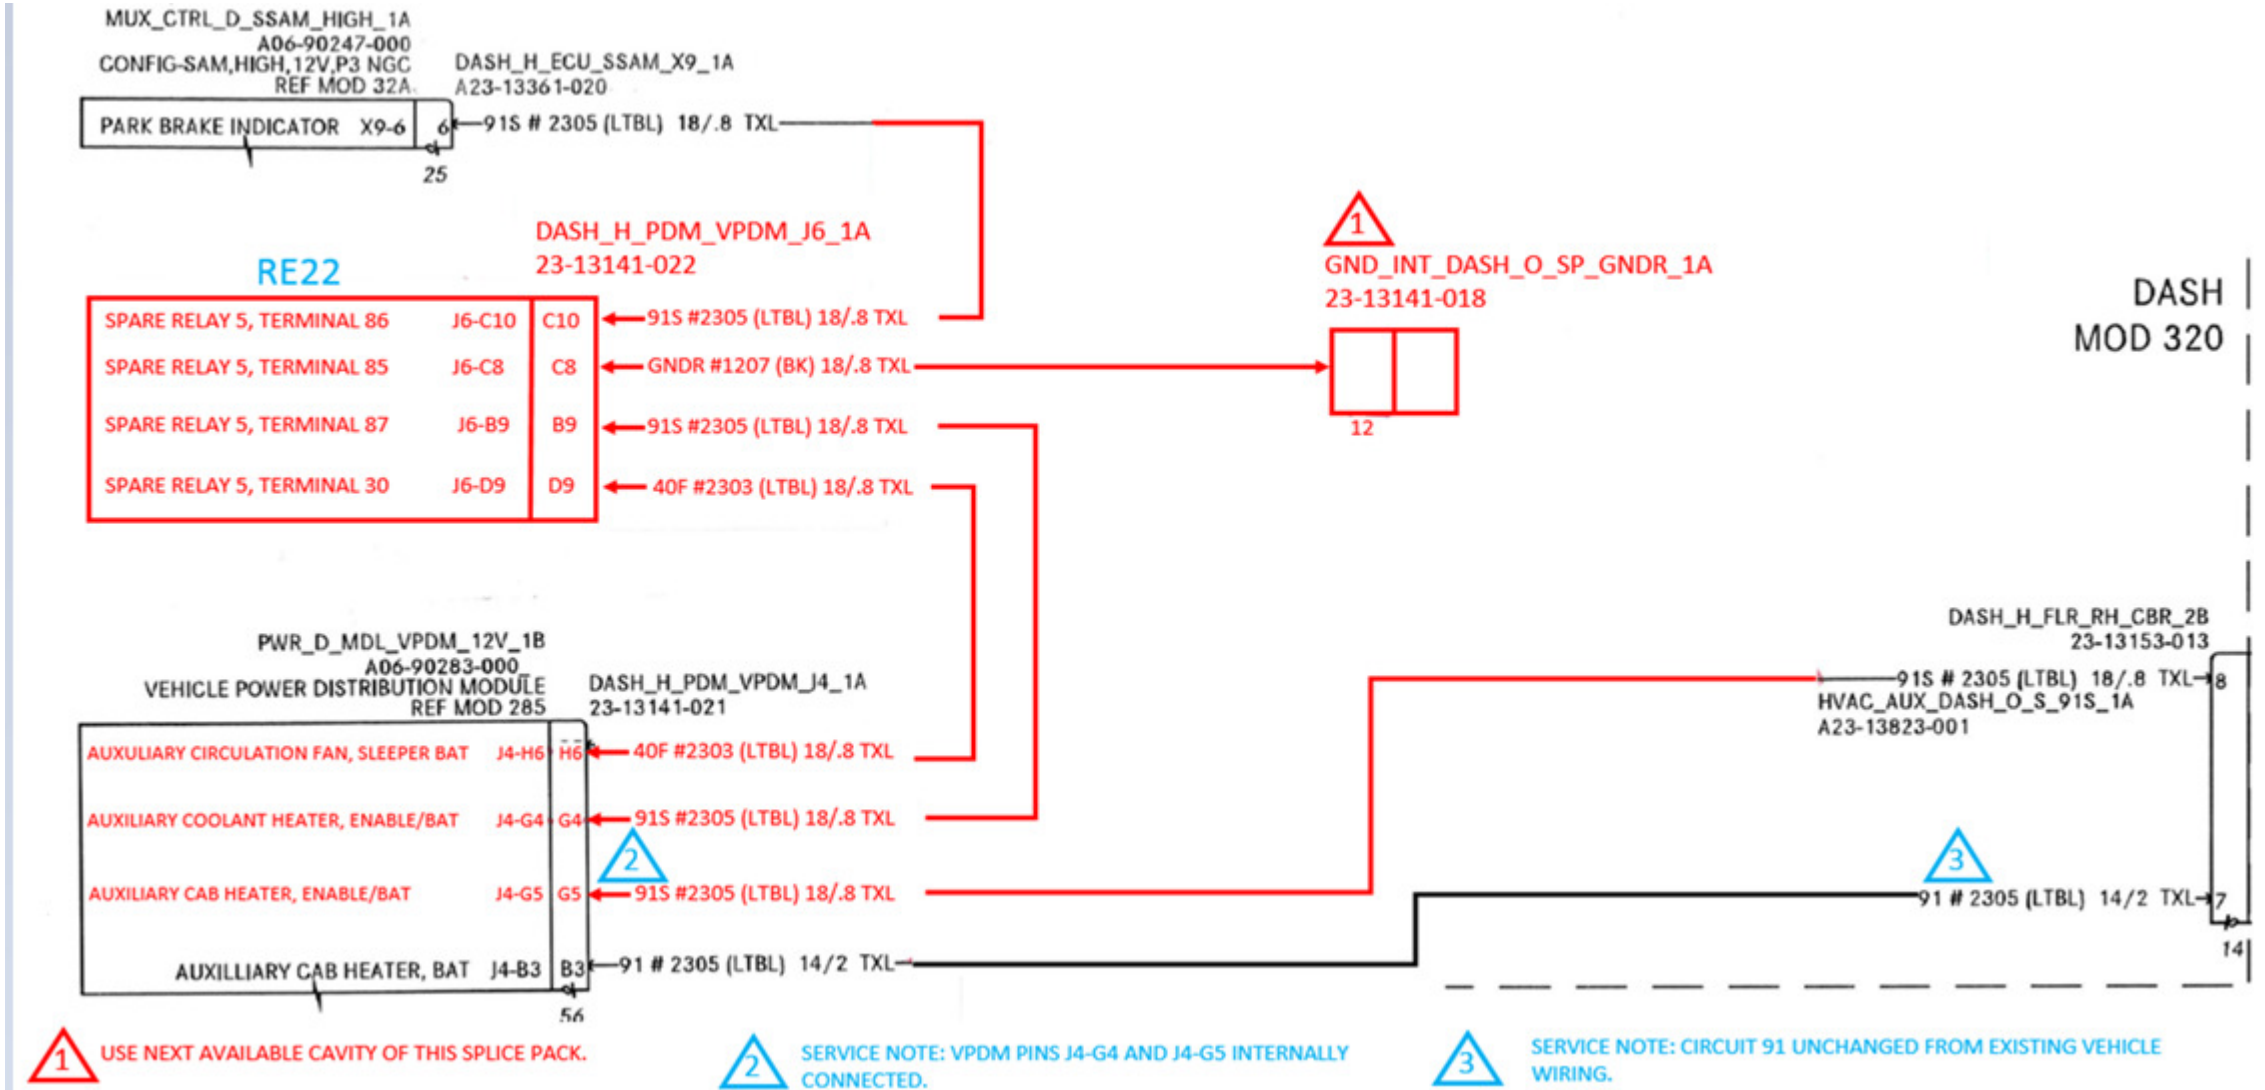 MUX_CTRL_D_SSAM_HIGH_1A
A06-90247-000
CONFIG-SAM,HIGH,12V,P3 NGC
REF MOD 32A
DASH_H_ECU_SSAM_X9_1A
A23-13361-020
PARK BRAKE INDICATOR X9-6 6 91S # 2305 (LTBL) 18/.8 TXL
25
RE22
DASH_H_PDM_VPDM_J6_1A
23-13141-022
SPARE RELAY 5, TERMINAL 86 J6-C10 C10 91S #2305 (LTBL) 18/.8 TXL
SPARE RELAY 5, TERMINAL 85 J6-C8 C8 GNDR #1207 (BK) 18/.8 TXL
SPARE RELAY 5, TERMINAL 87 J6-B9 B9 91S #2305 (LTBL) 18/.8 TXL
SPARE RELAY 5, TERMINAL 30 J6-D9 D9 40F #2303 (LTBL) 18/.8 TXL
1
GND_INT_DASH_O_SP_GNDR_1A
23-13141-018
12
DASH
MOD 320
PWR_D_MDL_VPDM_12V_1B
A06-90283-000
VEHICLE POWER DISTRIBUTION MODULE
REF MOD 285
DASH_H_PDM_VPDM_J4_1A
23-13141-021
AUXULIARY CIRCULATION FAN, SLEEPER BAT J4-H6 H6 40F #2303 (LTBL) 18/.8 TXL
AUXILIARY COOLANT HEATER, ENABLE/BAT J4-G4 G4 91S #2305 (LTBL) 18/.8 TXL
2
AUXILIARY CAB HEATER, ENABLE/BAT J4-G5 G5 91S #2305 (LTBL) 18/.8 TXL
AUXILLIARY CAB HEATER, BAT J4-B3 B3 91 # 2305 (LTBL) 14/2 TXL
56
DASH_H_FLR_RH_CBR_2B
23-13153-013
91S # 2305 (LTBL) 18/.8 TXL 8
HVAC_AUX_DASH_O_S_91S_1A
A23-13823-001
3
91 # 2305 (LTBL) 14/2 TXL 7
14
1 USE NEXT AVAILABLE CAVITY OF THIS SPLICE PACK.
2 SERVICE NOTE: VPDM PINS J4-G4 AND J4-G5 INTERNALLY
CONNECTED.
3 SERVICE NOTE: CIRCUIT 91 UNCHANGED FROM EXISTING VEHICLE
WIRING.